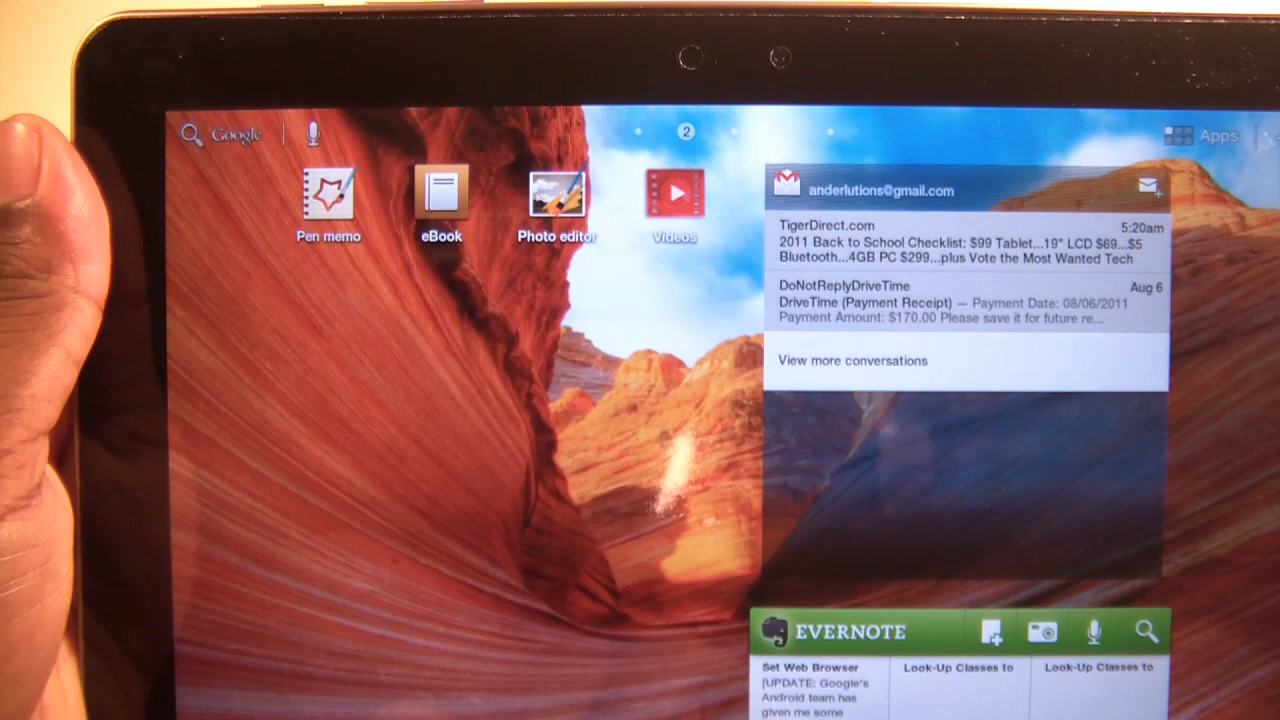 Google
2
Apps
Pen memo
eBook
Photo editor
Videos
anderlutions@gmail.com
TigerDirect.com 5:20am
2011 Back to School Checklist: $99 Tablet...19" LCD $69...$5
Bluetooth...4GB PC $299...plus Vote the Most Wanted Tech
DoNotReplyDriveTime Aug 6
DriveTime (Payment Receipt) — Payment Date: 08/06/2011
Payment Amount: $170.00 Please save it for future re...
View more conversations
EVERNOTE
Set Web Browser
[UPDATE: Google's
Android team has
given me some
Look-Up Classes to
Look-Up Classes to